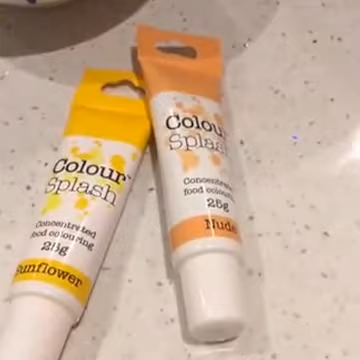 Colour
Splash
Concentrated
food colouring
25g
Sunflower
Colour
Splash
Concentrated
food colouring
25g
Nude